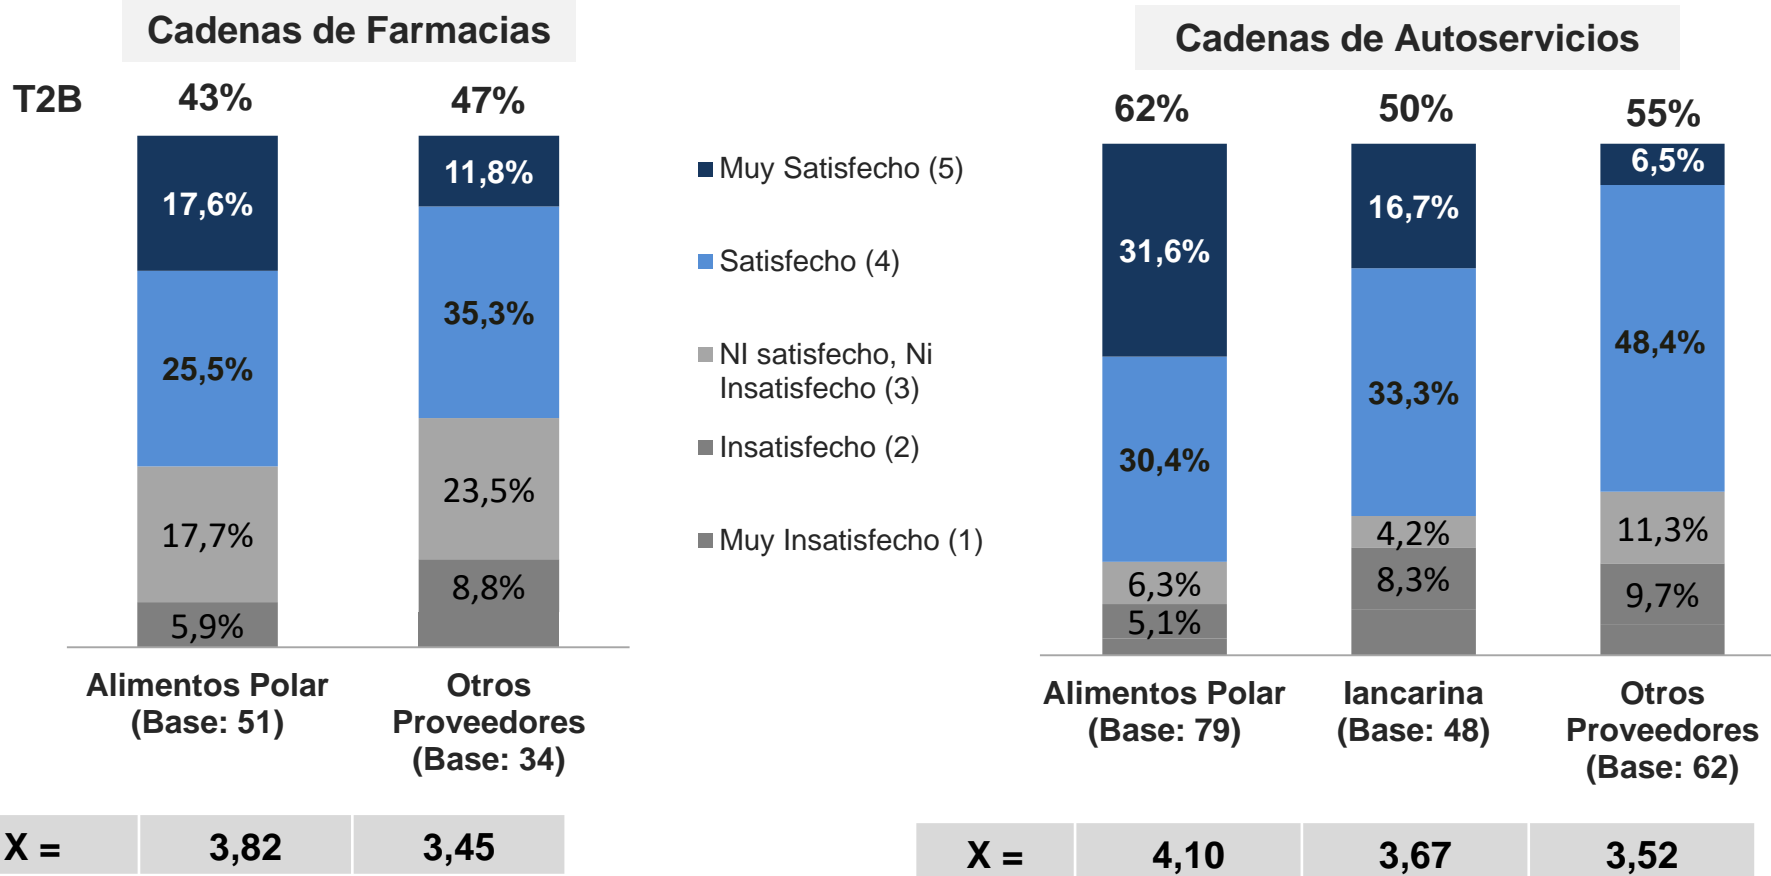 Cadenas de Farmacias
T2B
43%
47%
17,6%
25,5%
17,7%
5,9%
11,8%
35,3%
23,5%
8,8%
Alimentos Polar
(Base: 51)
Otros
Proveedores
(Base: 34)
X =
3,82
3,45
Muy Satisfecho (5)
Satisfecho (4)
NI satisfecho, Ni
Insatisfecho (3)
Insatisfecho (2)
Muy Insatisfecho (1)
Cadenas de Autoservicios
62%
50%
55%
31,6%
30,4%
6,3%
5,1%
16,7%
33,3%
4,2%
8,3%
6,5%
48,4%
11,3%
9,7%
Alimentos Polar
(Base: 79)
Iancarina
(Base: 48)
Otros
Proveedores
(Base: 62)
X =
4,10
3,67
3,52